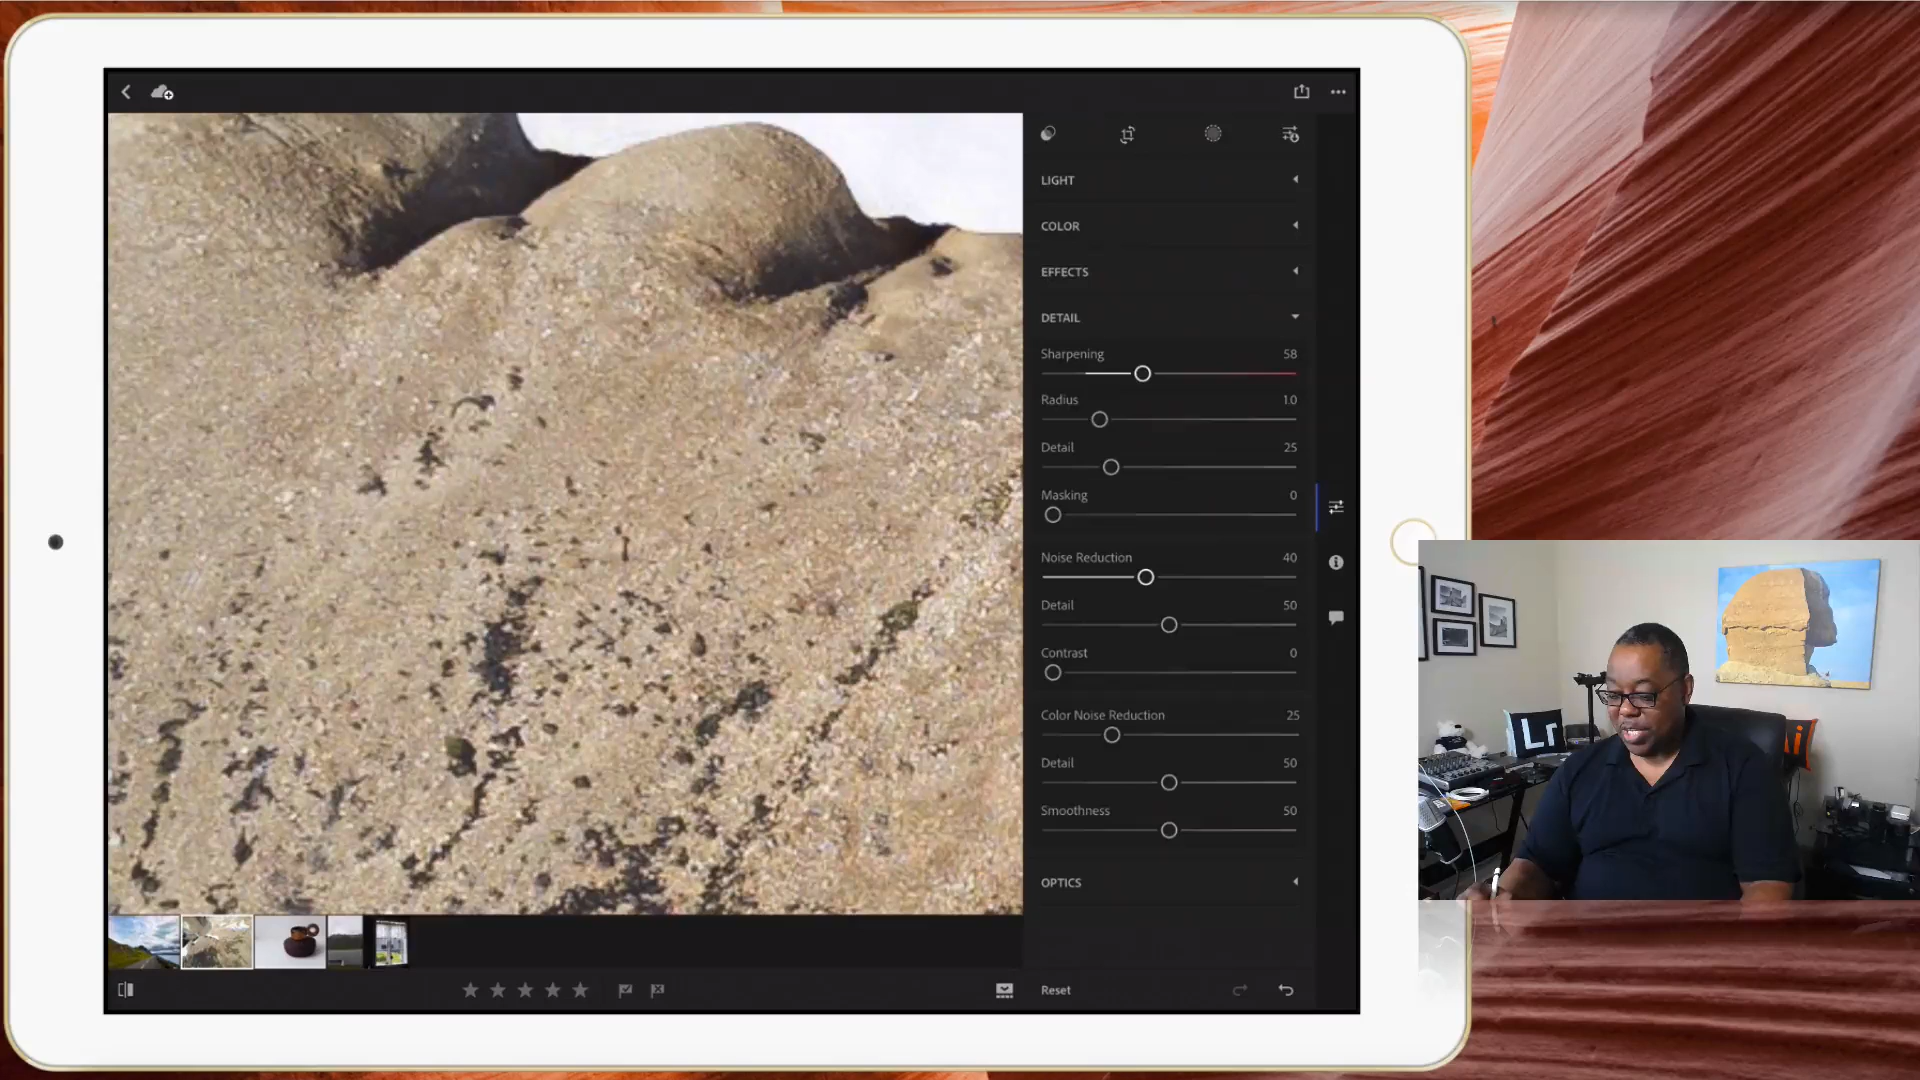 LIGHT
COLOR
EFFECTS
DETAIL
Sharpening 58
Radius 1.0
Detail 25
Masking 0
Noise Reduction 40
Detail 50
Contrast 0
Color Noise Reduction 25
Detail 50
Smoothness 50
OPTICS
Reset
Lr
Ai